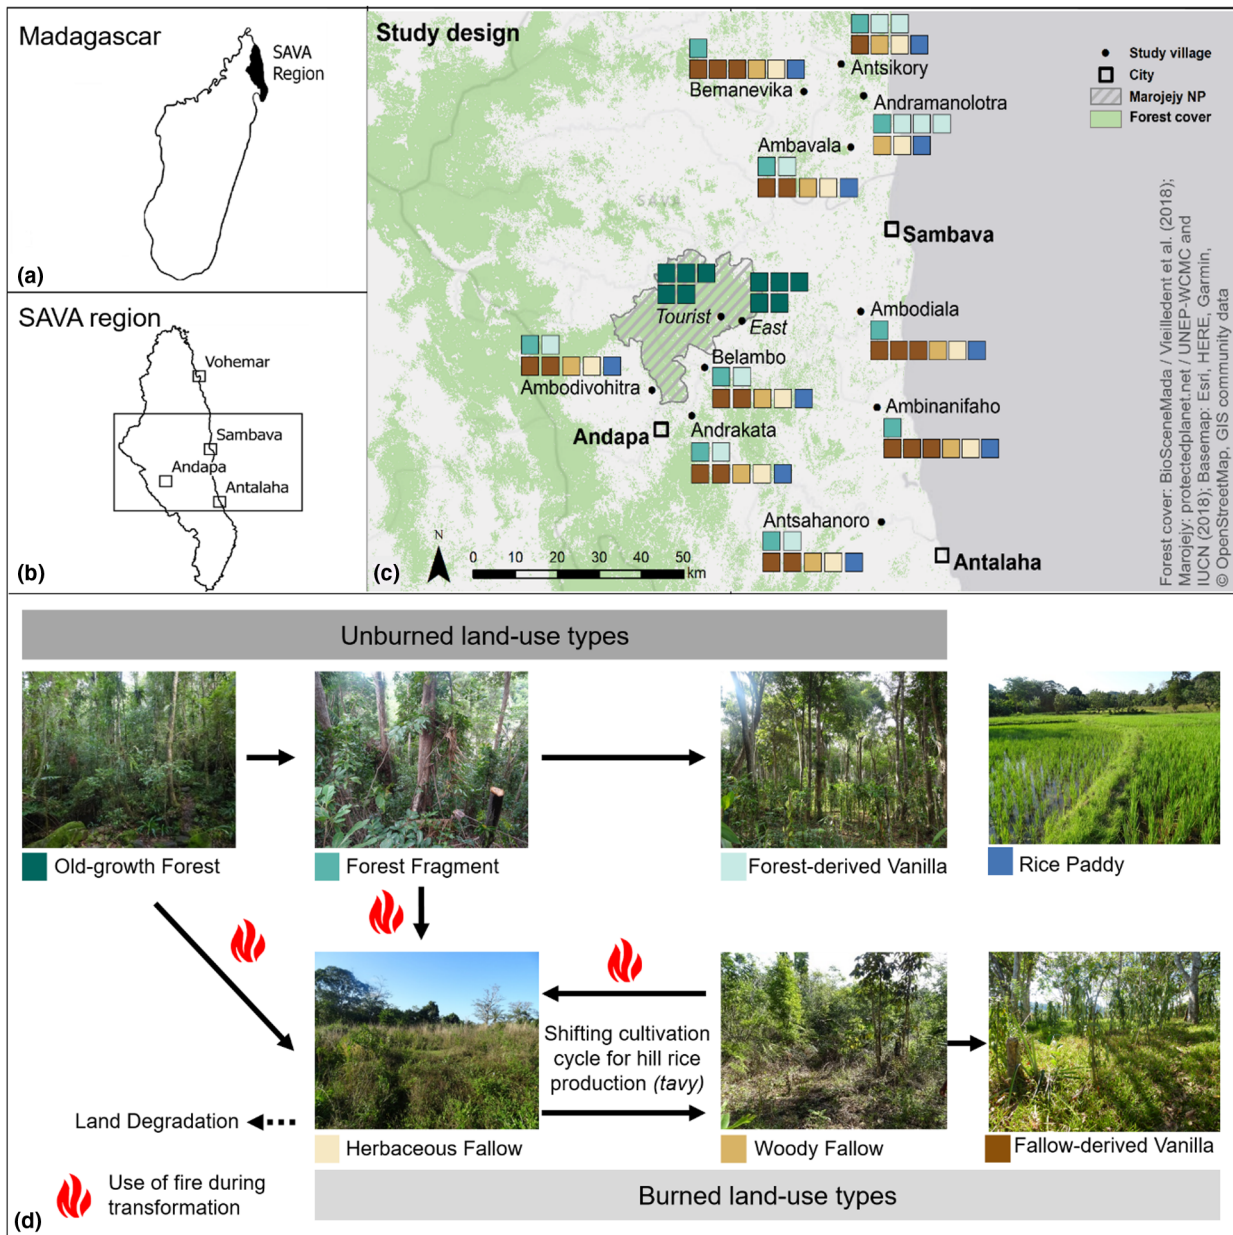 Madagascar
SAVA
Region
(a)
SAVA region
Vohemar
Sambava
Andapa
Antalaha
(b)
Study design
Study village
City
Marojejy NP
Forest cover
Antsikory
Bemanevika
Andramanolotra
Ambavala
SAVA
Sambava
Tourist
East
Ambodiala
Belambo
Ambodivohitra
Ambinanifaho
Andapa
Andrakata
Antsahanoro
Antalaha
N
0 10 20 30 40 50
km
(c)
Forest cover: BioSceneMada / Vieilledent et al. (2018);
Marojejy: protectedplanet.net / UNEP-WCMC and
IUCN (2018); Basemap: Esri, HERE, Garmin,
© OpenStreetMap, GIS community data
Unburned land-use types
Old-growth Forest
Forest Fragment
Forest-derived Vanilla
Rice Paddy
Shifting cultivation
cycle for hill rice
production (tavy)
Land Degradation
Herbaceous Fallow
Woody Fallow
Fallow-derived Vanilla
Use of fire during
transformation
Burned land-use types
(d)